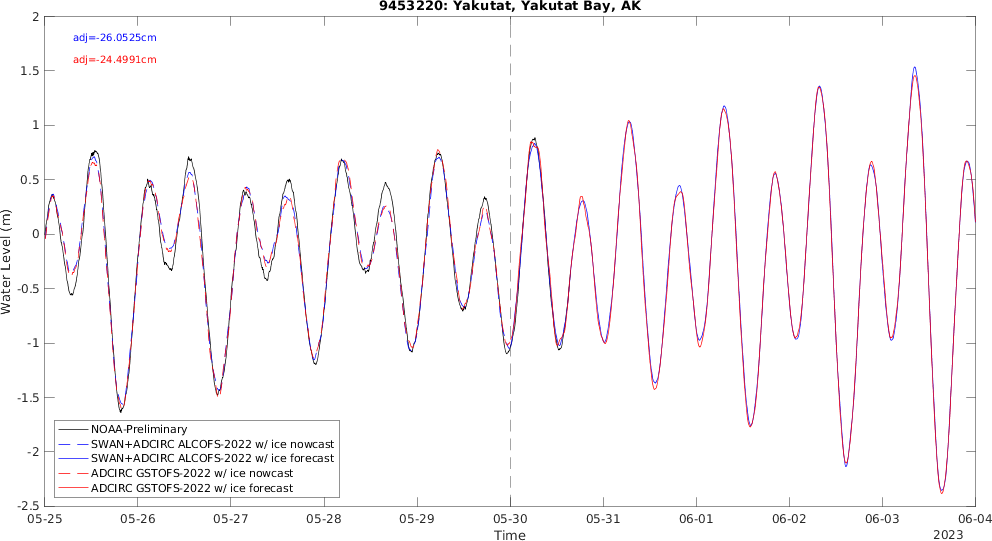 9453220: Yakutat, Yakutat Bay, AK
adj=-26.0525cm
adj=-24.4991cm
Water Level (m)
2
1.5
1
0.5
0
-0.5
-1
-1.5
-2
-2.5
NOAA-Preliminary
SWAN+ADCIRC ALCOFS-2022 w/ ice nowcast
SWAN+ADCIRC ALCOFS-2022 w/ ice forecast
ADCIRC GSTOFS-2022 w/ ice nowcast
ADCIRC GSTOFS-2022 w/ ice forecast
05-25 05-26 05-27 05-28 05-29 05-30 05-31 06-01 06-02 06-03 06-04
Time
2023